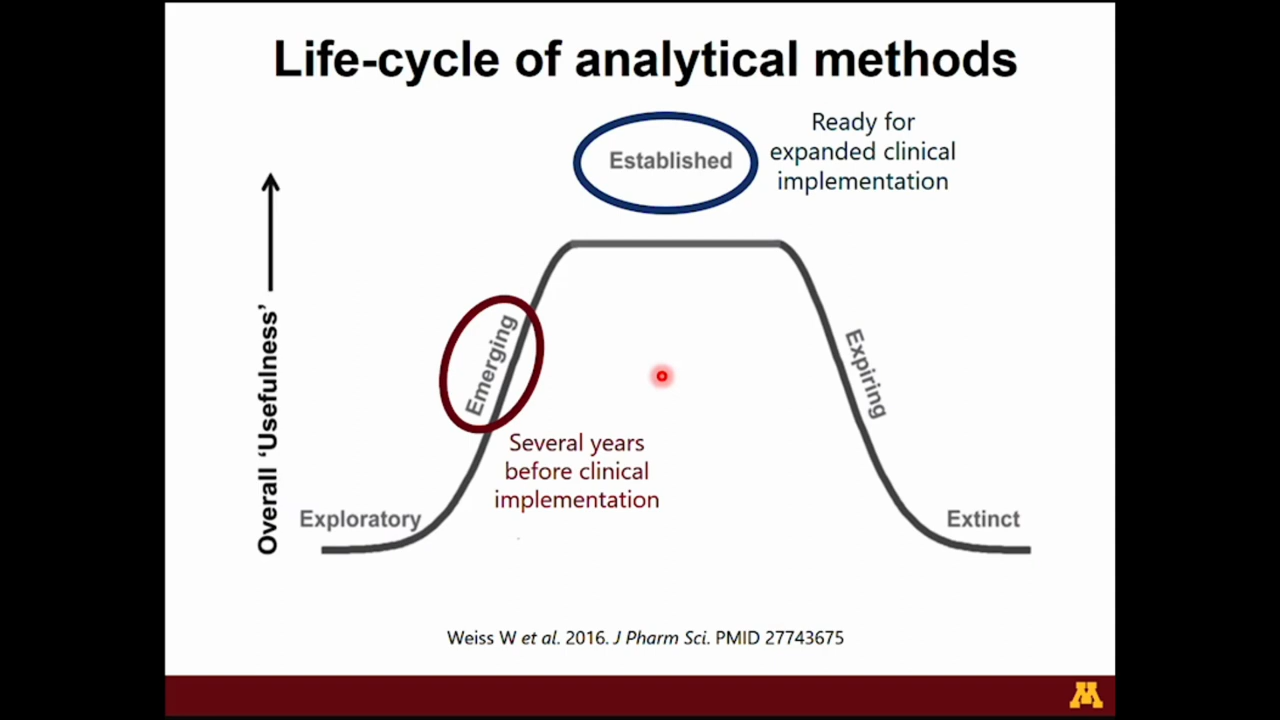 Life-cycle of analytical methods
Ready for
expanded clinical
implementation
Established
Overall ‘Usefulness’
Emerging
Expiring
Several years
before clinical
implementation
Exploratory
Extinct
Weiss W et al. 2016. J Pharm Sci. PMID 27743675
M